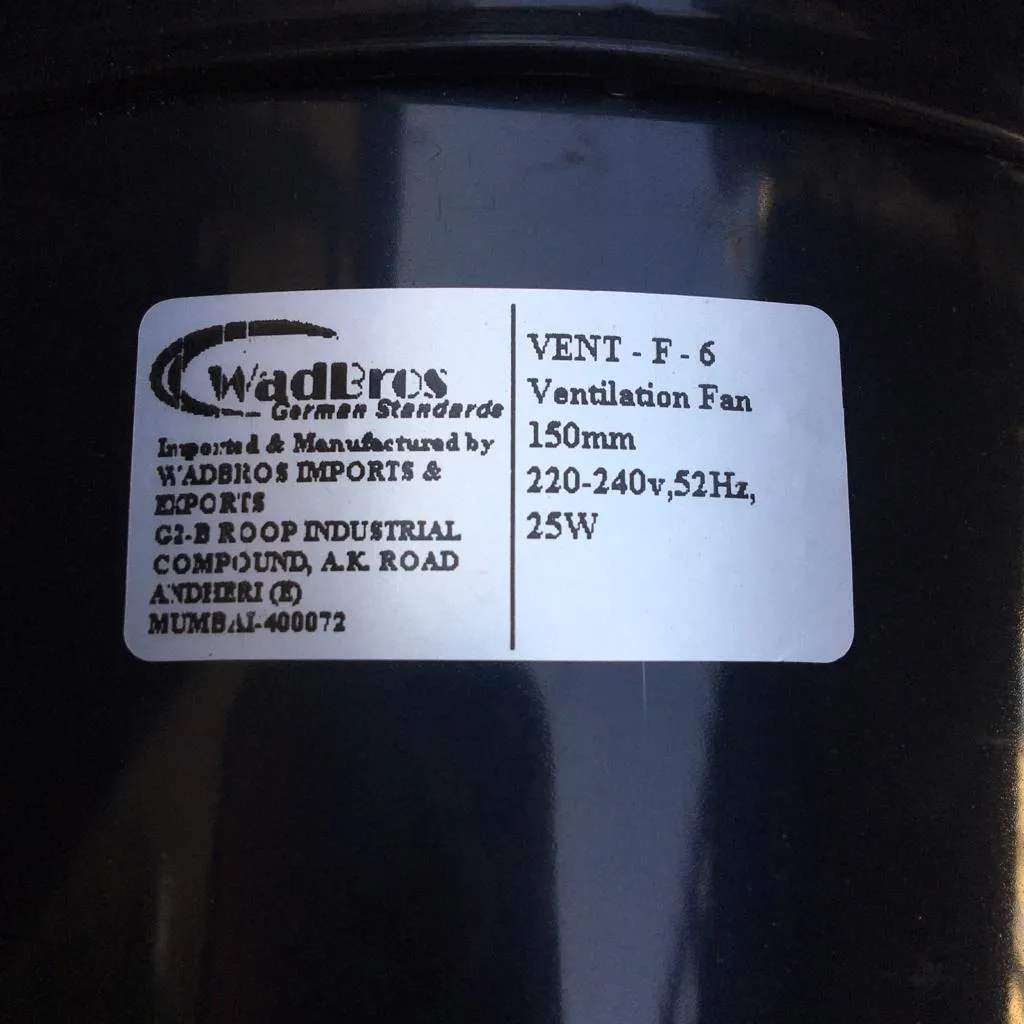 WadBros
German Standards
Imported & Manufactured by
WADBROS IMPORTS &
EXPORTS
G2-B ROOP INDUSTRIAL
COMPOUND, A.K. ROAD
ANDHERI (E)
MUMBAI-400072
VENT - F - 6
Ventilation Fan
150mm
220-240v,52Hz,
25W